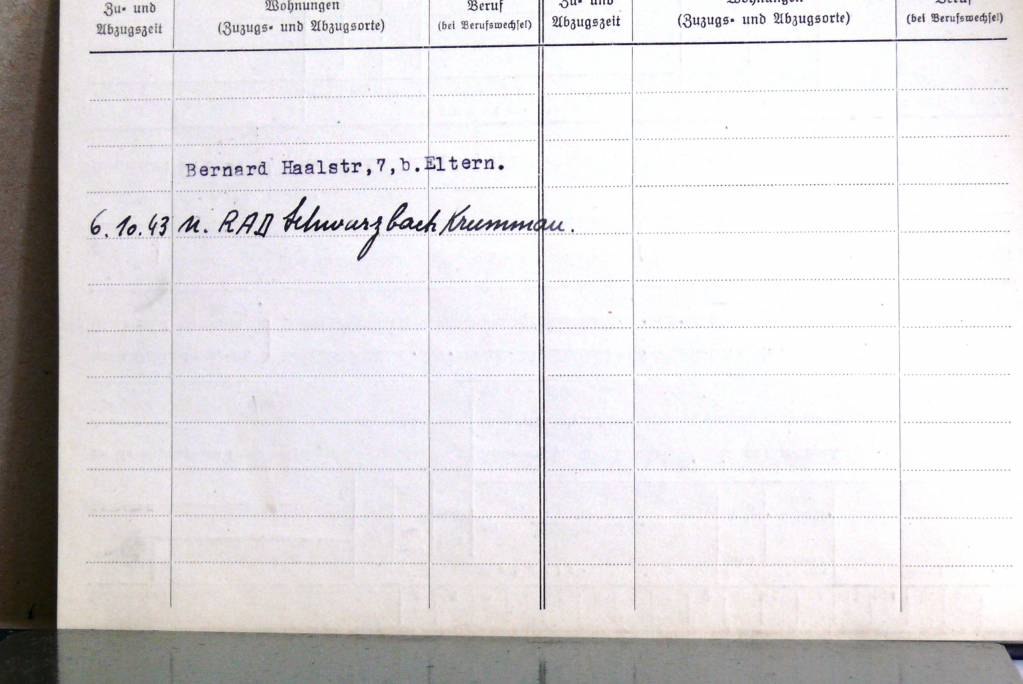 Zu- und Wohnungen Beruf Zu- und Wohnungen Beruf
Abzugszeit (Zuzugs- und Abzugsorte) (bei Berufswechsel) Abzugszeit (Zuzugs- und Abzugsorte) (bei Berufswechsel)
Bernard Haalstr,7,b.Eltern.
6.10.43 n. RAD Schwarzbach Krummau.